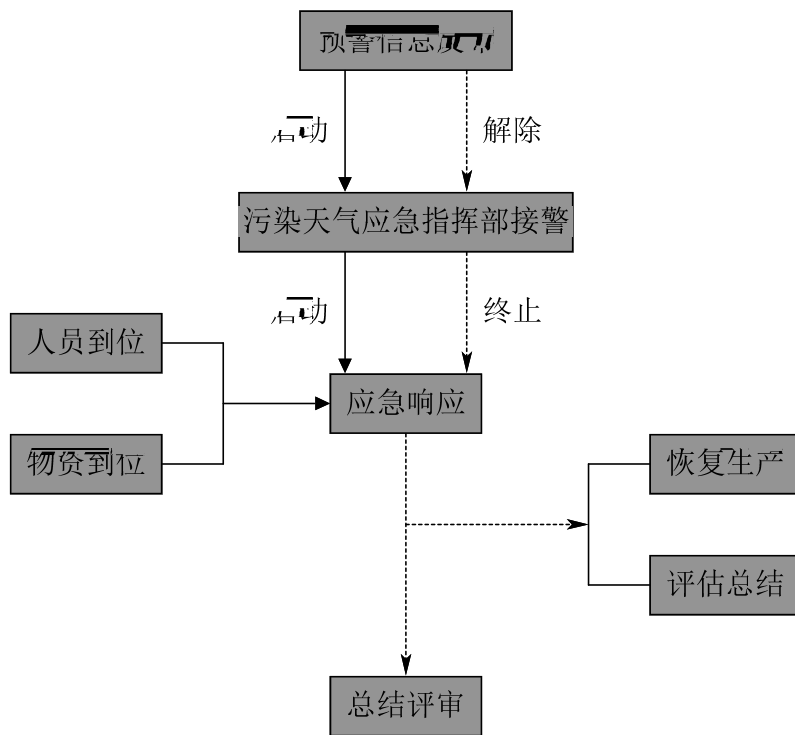 预警信息发布
启动
解除
污染天气应急指挥部接警
启动
终止
人员到位
应急响应
物资到位
恢复生产
评估总结
总结评审